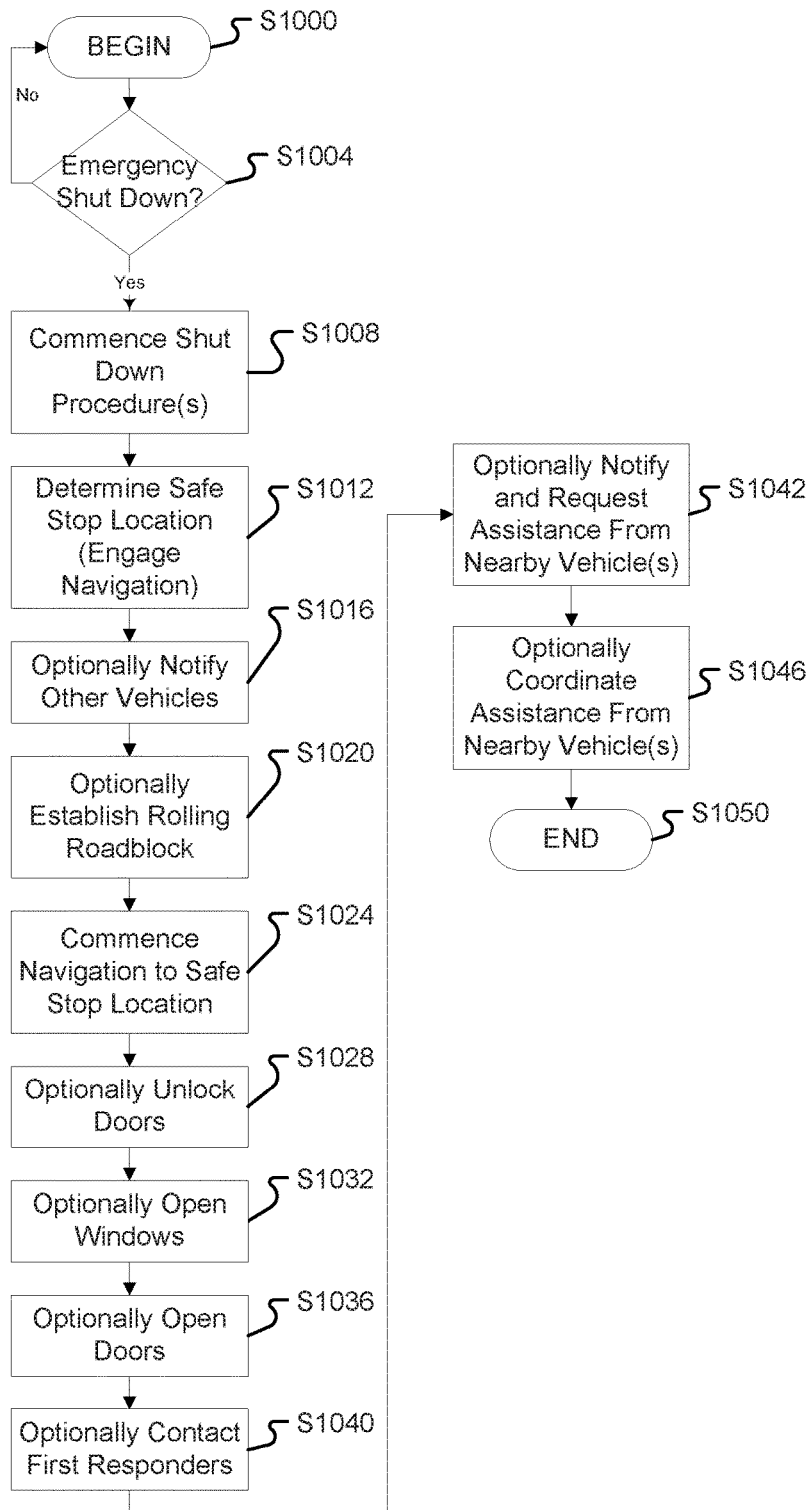 BEGIN
S1000
No
Emergency
Shut Down?
S1004
Yes
Commence Shut
Down
Procedure(s)
S1008
Determine Safe
Stop Location
(Engage
Navigation)
S1012
Optionally Notify
Other Vehicles
S1016
Optionally
Establish Rolling
Roadblock
S1020
Commence
Navigation to Safe
Stop Location
S1024
Optionally Unlock
Doors
S1028
Optionally Open
Windows
S1032
Optionally Open
Doors
S1036
Optionally Contact
First Responders
S1040
Optionally Notify
and Request
Assistance From
Nearby Vehicle(s)
S1042
Optionally
Coordinate
Assistance From
Nearby Vehicle(s)
S1046
END
S1050